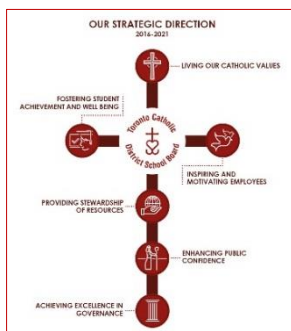 OUR STRATEGIC DIRECTION
2016-2021
LIVING OUR CATHOLIC VALUES
FOSTERING STUDENT
ACHIEVEMENT AND WELL BEING
Toronto Catholic
District School Board
INSPIRING AND
MOTIVATING EMPLOYEES
PROVIDING STEWARDSHIP
OF RESOURCES
ENHANCING PUBLIC
CONFIDENCE
ACHIEVING EXCELLENCE IN
GOVERNANCE